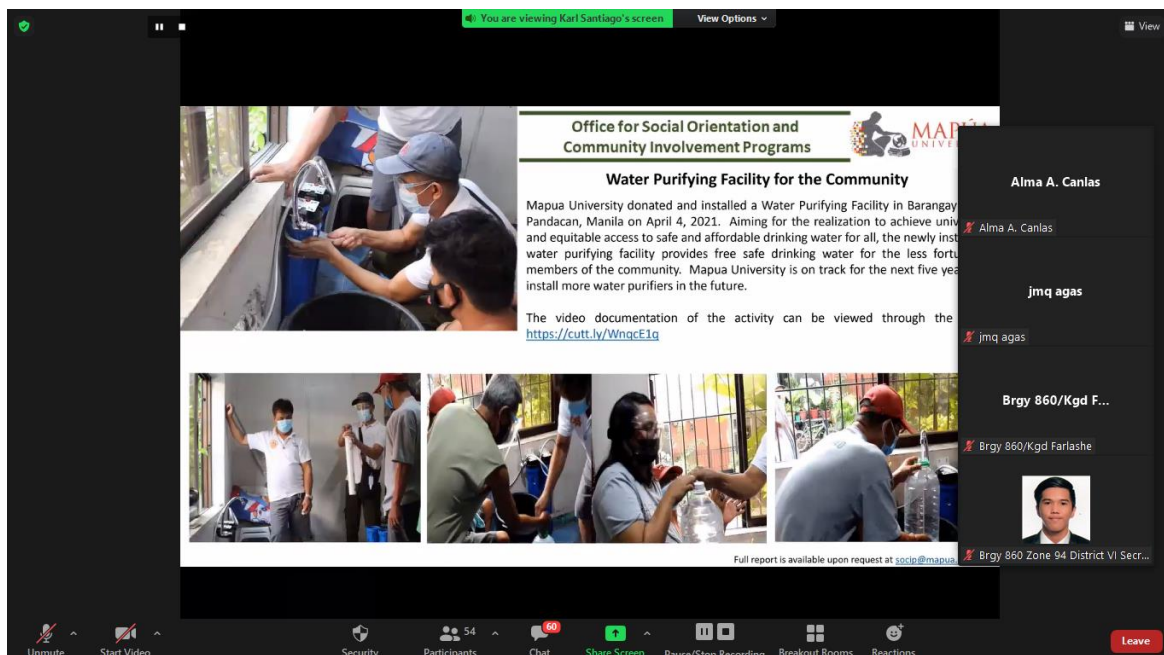 You are viewing Karl Santiago's screen
View Options
View
Office for Social Orientation and
Community Involvement Programs
MAPÚA
UNIVER
Water Purifying Facility for the Community
Mapua University donated and installed a Water Purifying Facility in Barangay
Pandacan, Manila on April 4, 2021. Aiming for the realization to achieve univ
and equitable access to safe and affordable drinking water for all, the newly inst
water purifying facility provides free safe drinking water for the less fortu
members of the community. Mapua University is on track for the next five yea
install more water purifiers in the future.
The video documentation of the activity can be viewed through the
https://cutt.ly/WnqcE1q
Full report is available upon request at socip@mapua.
Alma A. Canlas
Alma A. Canlas
jmq agas
jmq agas
Brgy 860/Kgd F...
Brgy 860/Kgd Farlashe
Brgy 860 Zone 94 District VI Secr...
Unmute
Start Video
Security
Participants
54
Chat
60
Share Screen
Pause/Stop Recording
Breakout Rooms
Reactions
Leave